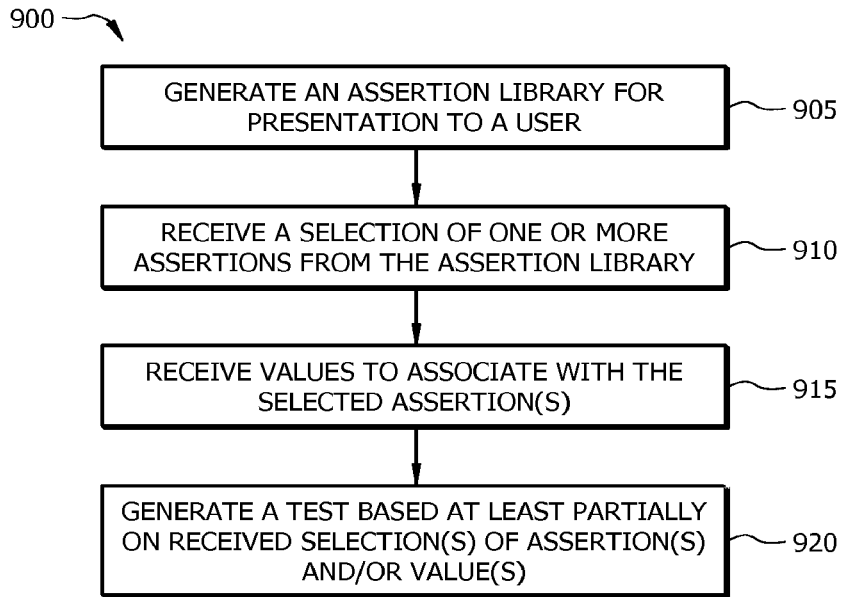 900
GENERATE AN ASSERTION LIBRARY FOR
PRESENTATION TO A USER
905
RECEIVE A SELECTION OF ONE OR MORE
ASSERTIONS FROM THE ASSERTION LIBRARY
910
RECEIVE VALUES TO ASSOCIATE WITH THE
SELECTED ASSERTION(S)
915
GENERATE A TEST BASED AT LEAST PARTIALLY
ON RECEIVED SELECTION(S) OF ASSERTION(S)
AND/OR VALUE(S)
920